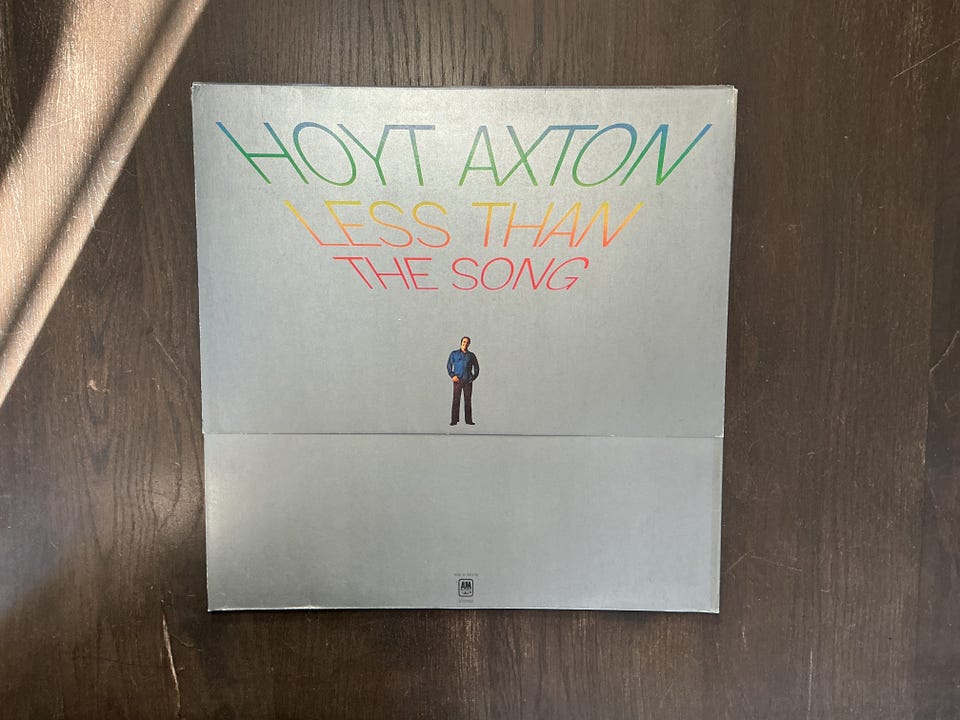 HOYT AXTON
LESS THAN
THE SONG
A&M